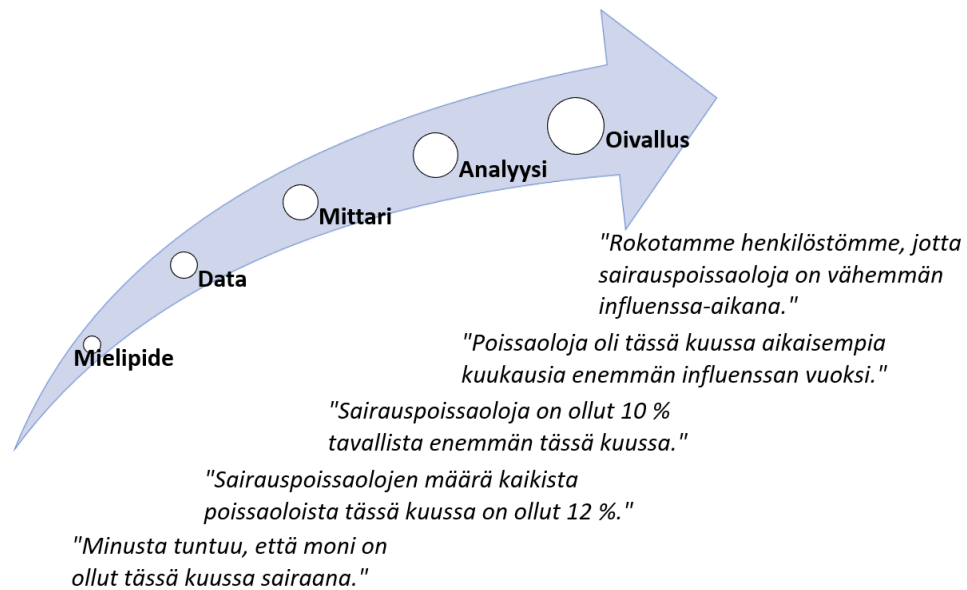 Oivallus
Analyysi
Mittari
Data
Mielipide
"Rokotamme henkilöstömme, jotta
sairauspoissaoloja on vähemmän
influenssa-aikana."
"Poissaoloja oli tässä kuussa aikaisempia
kuukausia enemmän influenssan vuoksi."
"Sairauspoissaoloja on ollut 10 %
tavallista enemmän tässä kuussa."
"Sairauspoissaolojen määrä kaikista
poissaoloista tässä kuussa on ollut 12 %."
"Minusta tuntuu, että moni on
ollut tässä kuussa sairaana."